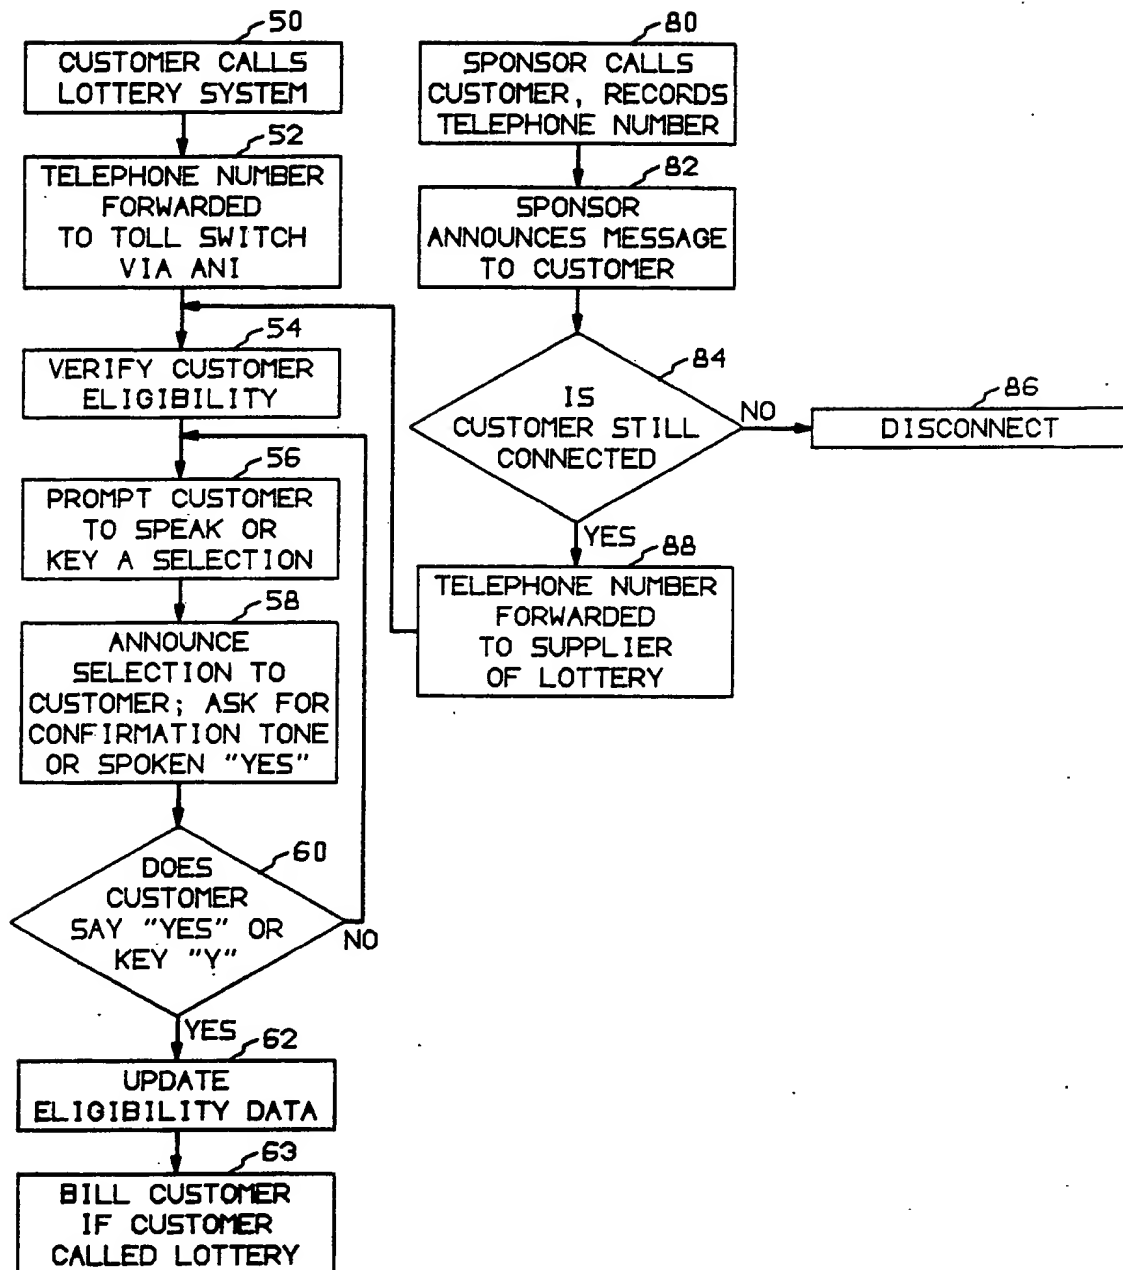 50
CUSTOMER CALLS
LOTTERY SYSTEM
52
TELEPHONE NUMBER
FORWARDED
TO TOLL SWITCH
VIA ANI
54
VERIFY CUSTOMER
ELIGIBILITY
56
PROMPT CUSTOMER
TO SPEAK OR
KEY A SELECTION
58
ANNOUNCE
SELECTION TO
CUSTOMER; ASK FOR
CONFIRMATION TONE
OR SPOKEN "YES"
60
DOES
CUSTOMER
SAY "YES" OR
KEY "Y"
NO
YES
62
UPDATE
ELIGIBILITY DATA
63
BILL CUSTOMER
IF CUSTOMER
CALLED LOTTERY
80
SPONSOR CALLS
CUSTOMER, RECORDS
TELEPHONE NUMBER
82
SPONSOR
ANNOUNCES MESSAGE
TO CUSTOMER
84
IS
CUSTOMER STILL
CONNECTED
NO
86
DISCONNECT
YES
88
TELEPHONE NUMBER
FORWARDED
TO SUPPLIER
OF LOTTERY